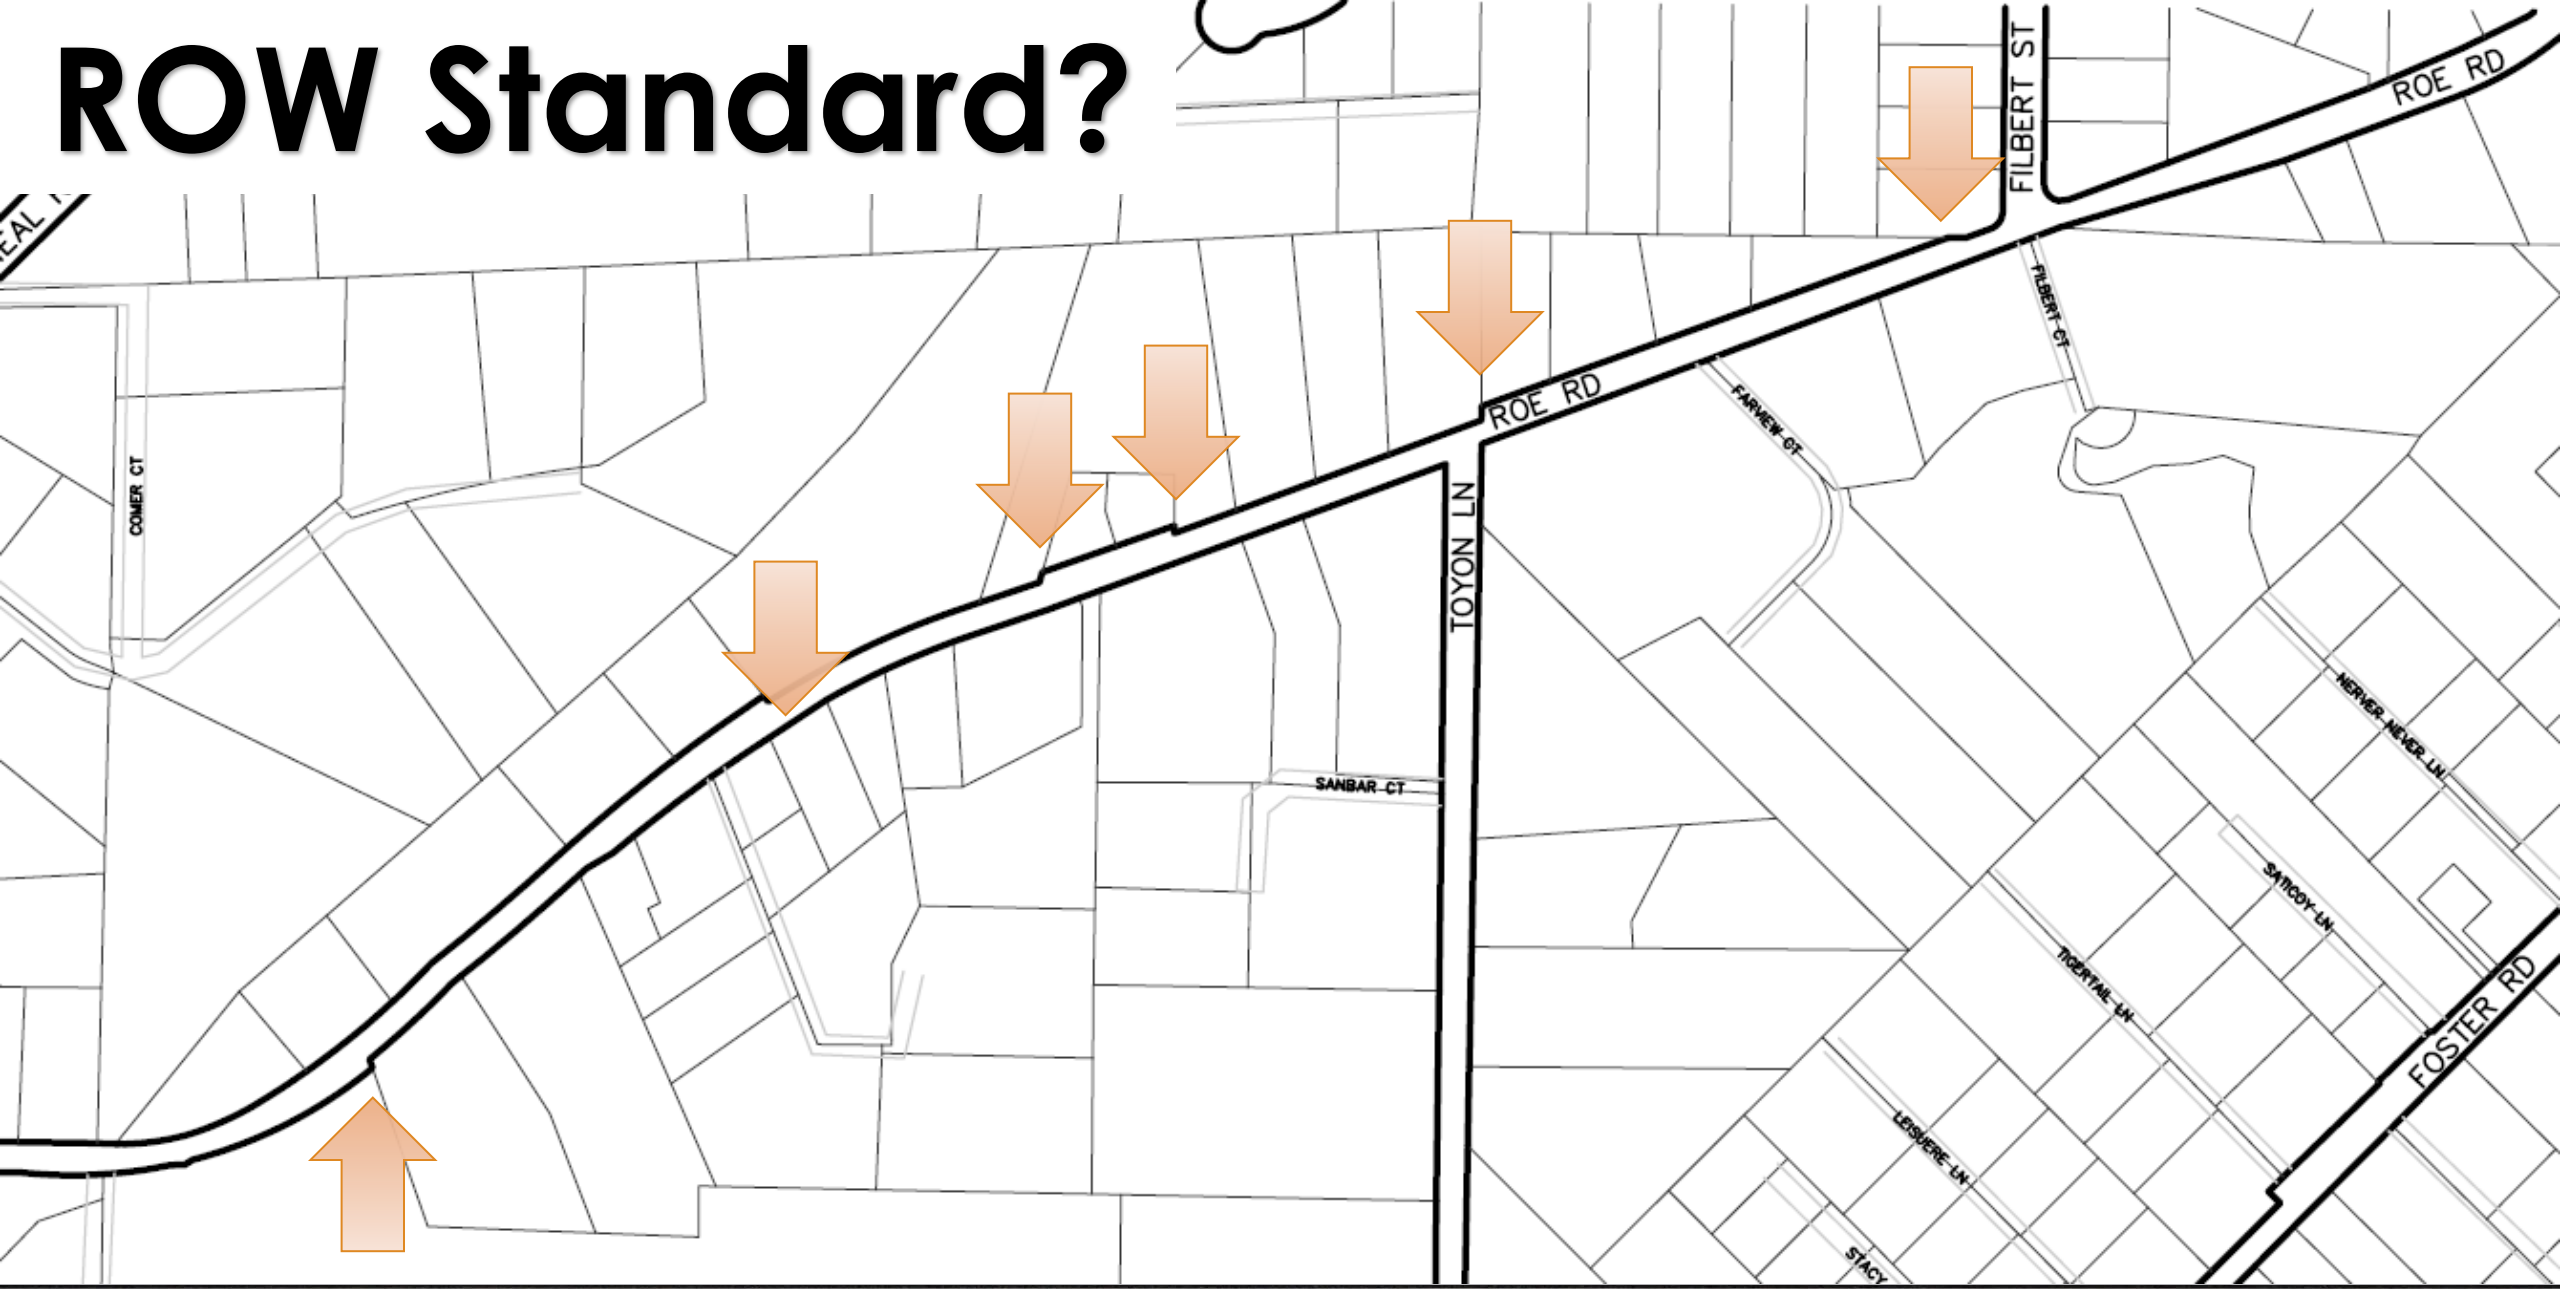 ROW Standard?
FILBERT ST
ROE RD
FILBERT CT
ROE RD
FARVIEW CT
COMER CT
TOYON LN
SANBAR CT
NERVER NEVER LN
SATICOY LN
TIGERTAIL LN
FOSTER RD
LEISUERE LN
STACY